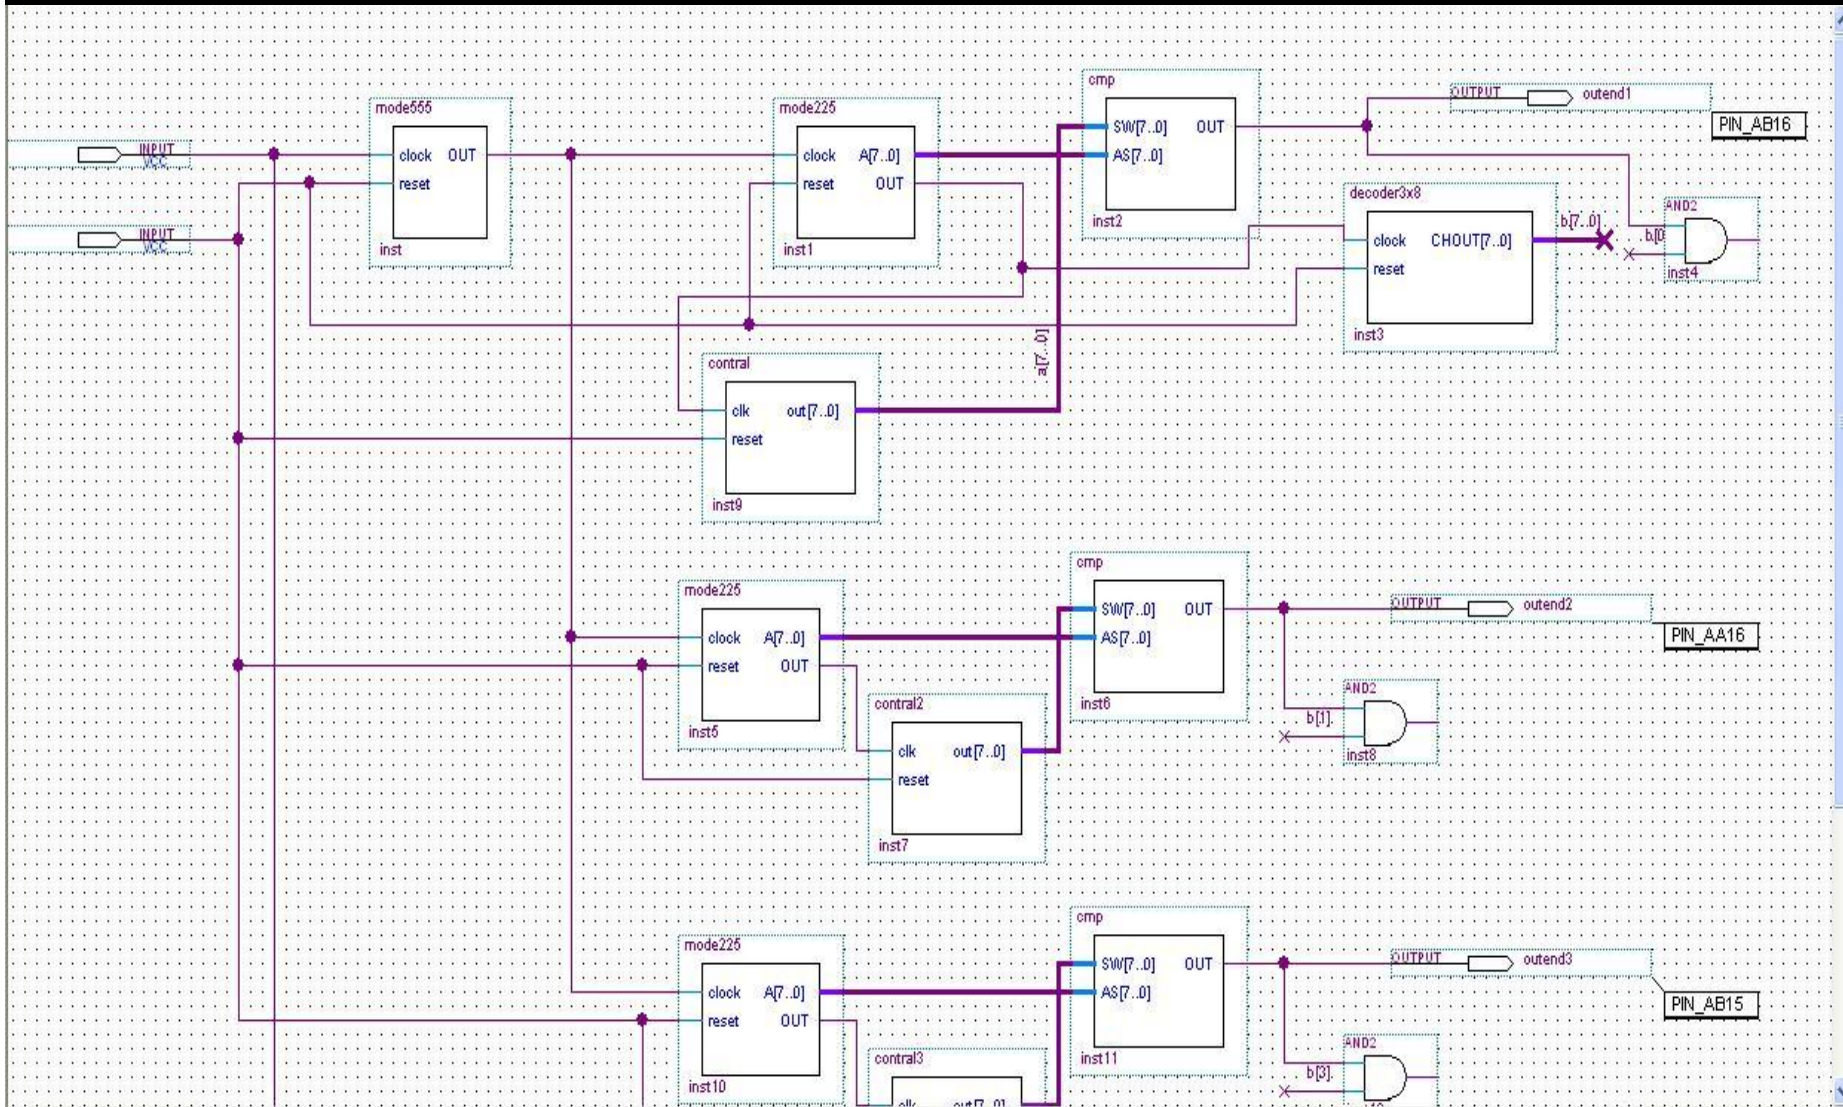 cmp
OUTPUT
outend1
mode555
mode225
SW[7..0]
OUT
PIN_AB16
INPUT
VCC
clock
OUT
clock
A[7..0]
AS[7..0]
reset
reset
OUT
decoder3x8
AND2
inst2
b[7..0]
INPUT
VCC
clock
CHOUT[7..0]
b[0
inst
inst1
reset
inst4
inst3
a[7..0]
contral
clk
out[7..0]
reset
inst9
cmp
mode225
SW[7..0]
OUT
OUTPUT
outend2
clock
A[7..0]
AS[7..0]
PIN_AA16
reset
OUT
AND2
contral2
inst6
b[1]
inst5
clk
out[7..0]
inst8
reset
inst7
cmp
mode225
SW[7..0]
OUT
OUTPUT
outend3
clock
A[7..0]
AS[7..0]
PIN_AB15
reset
OUT
AND2
contral3
inst11
b[3]
inst10
clk
out[7..0]